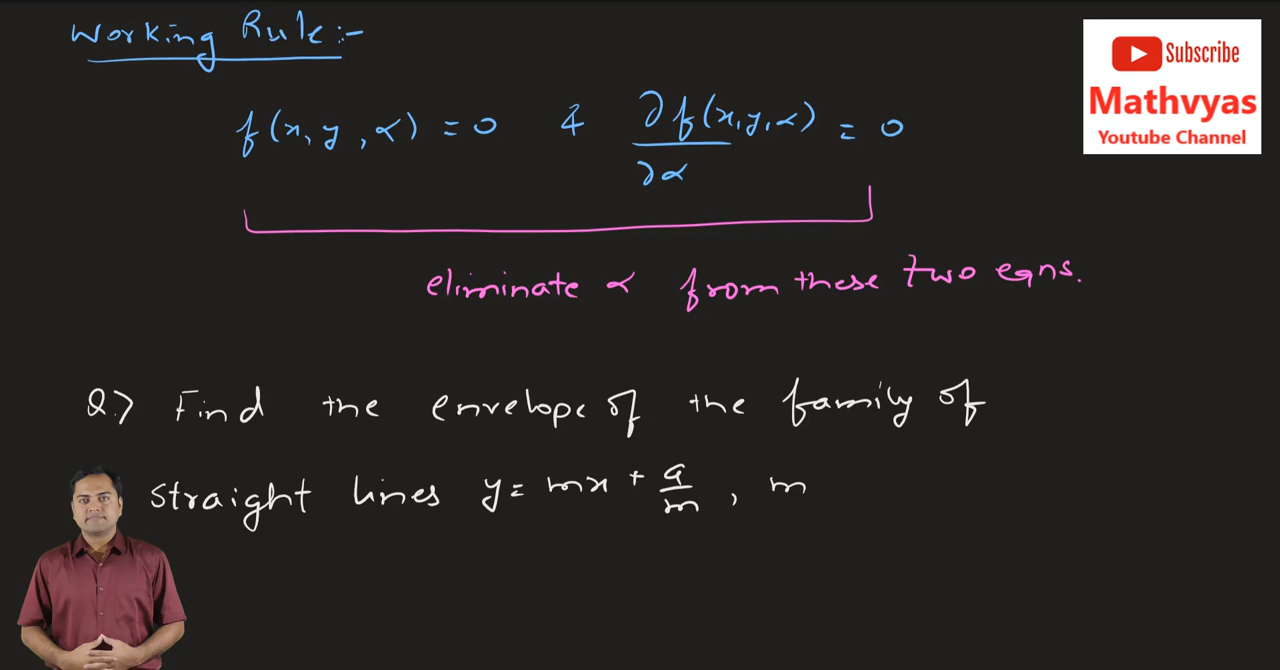 Working Rule:-
Subscribe
Mathvyas
Youtube Channel
f(x, y, α) = 0 & ∂f(x,y,α)/∂α = 0
eliminate α from these two eqns.
Q.> Find the envelope of the family of
straight lines y = mx + a/m , m